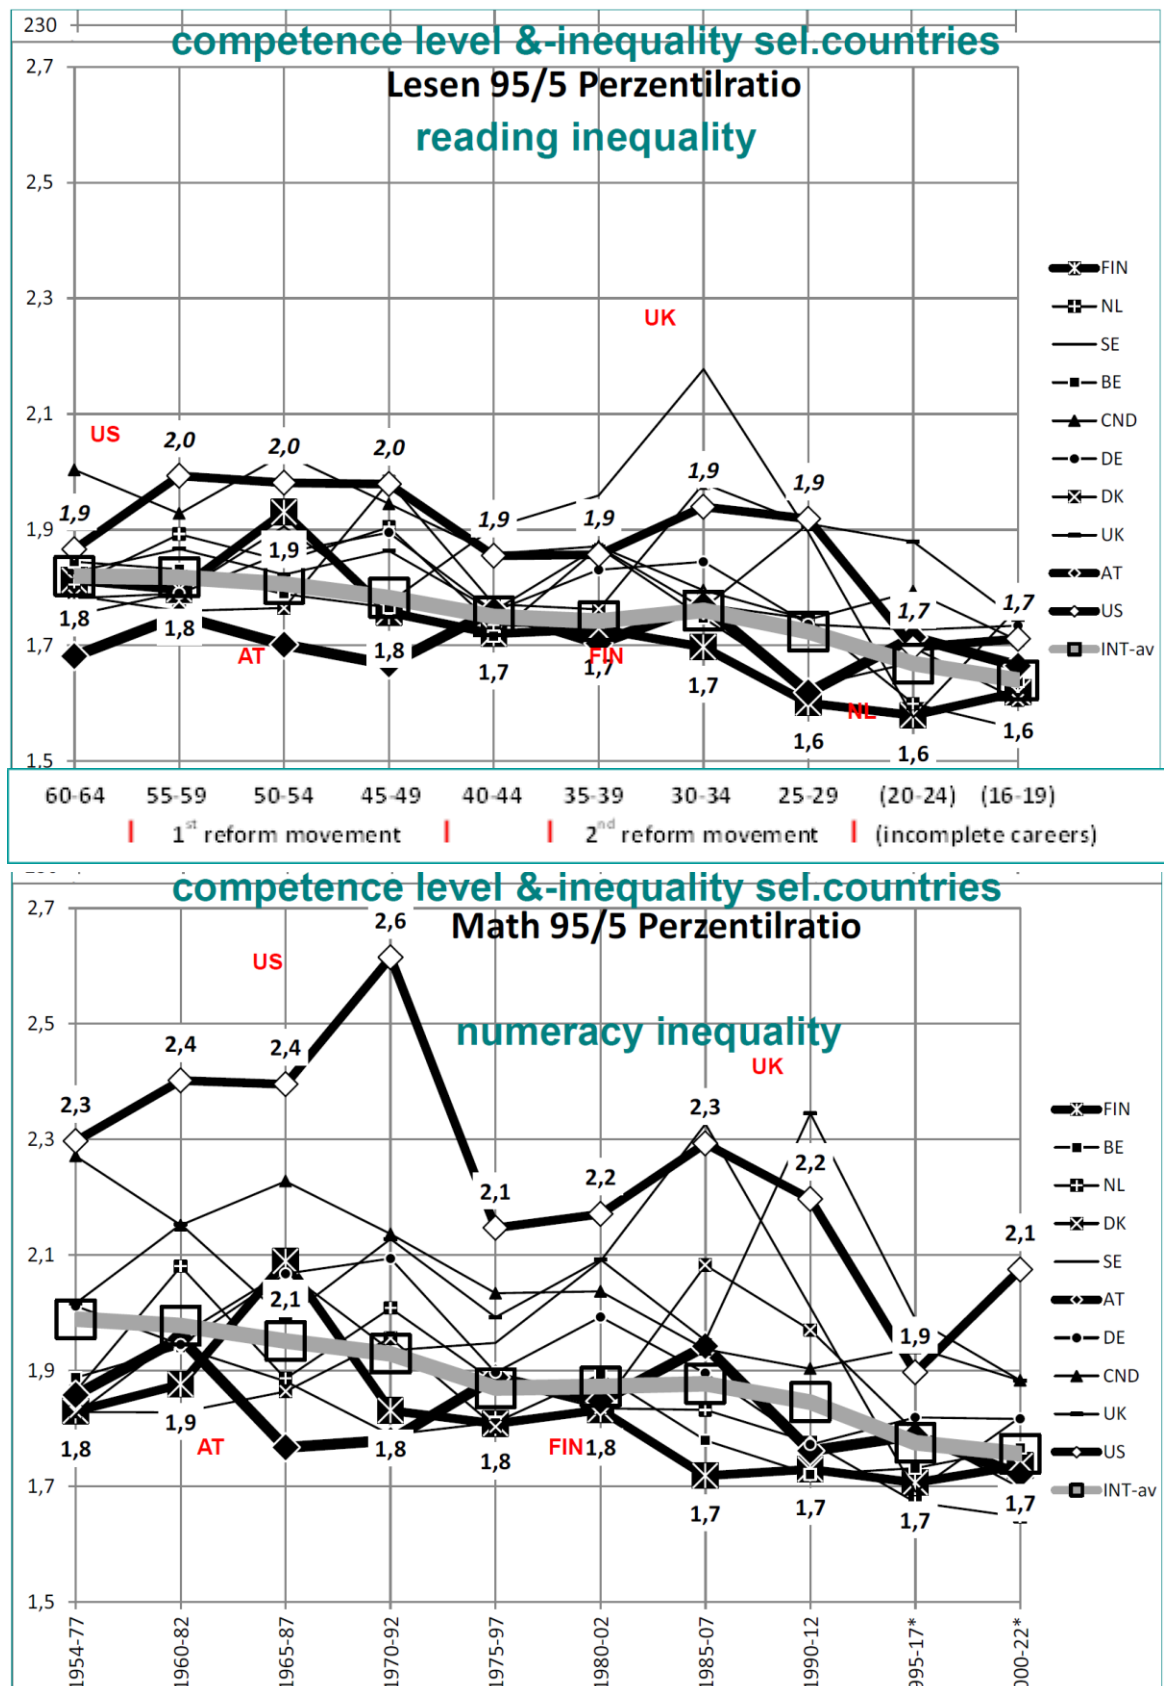 230
competence level &-inequality sel.countries
2,7
Lesen 95/5 Perzentilratio
reading inequality
2,5
2,3
UK
2,1
US
2,0
2,0
2,0
1,9
1,9
1,9
1,9
1,9
1,9
1,9
1,8
1,8
1,8
1,7
1,7
1,7
1,7
1,7
1,7
AT
FIN
NL
1,6
1,6
1,6
1,5
FIN
NL
SE
BE
CND
DE
DK
UK
AT
US
INT-av
60-64 55-59 50-54 45-49 40-44 35-39 30-34 25-29 (20-24) (16-19)
1st reform movement 2nd reform movement (incomplete careers)
competence level &-inequality sel.countries
2,7
Math 95/5 Perzentilratio
2,6
US
2,5
numeracy inequality
UK
2,4
2,4
2,3
2,3
2,3
2,2
2,2
2,1
2,1
2,1
2,1
1,9
1,9
1,9
1,8
1,8
1,8
1,8
AT
FIN
1,7
1,7
1,7
1,7
1,7
1,5
FIN
BE
NL
DK
SE
AT
DE
CND
UK
US
INT-av
1954-77
1960-82
1965-87
1970-92
1975-97
1980-02
1985-07
1990-12
995-17*
000-22*